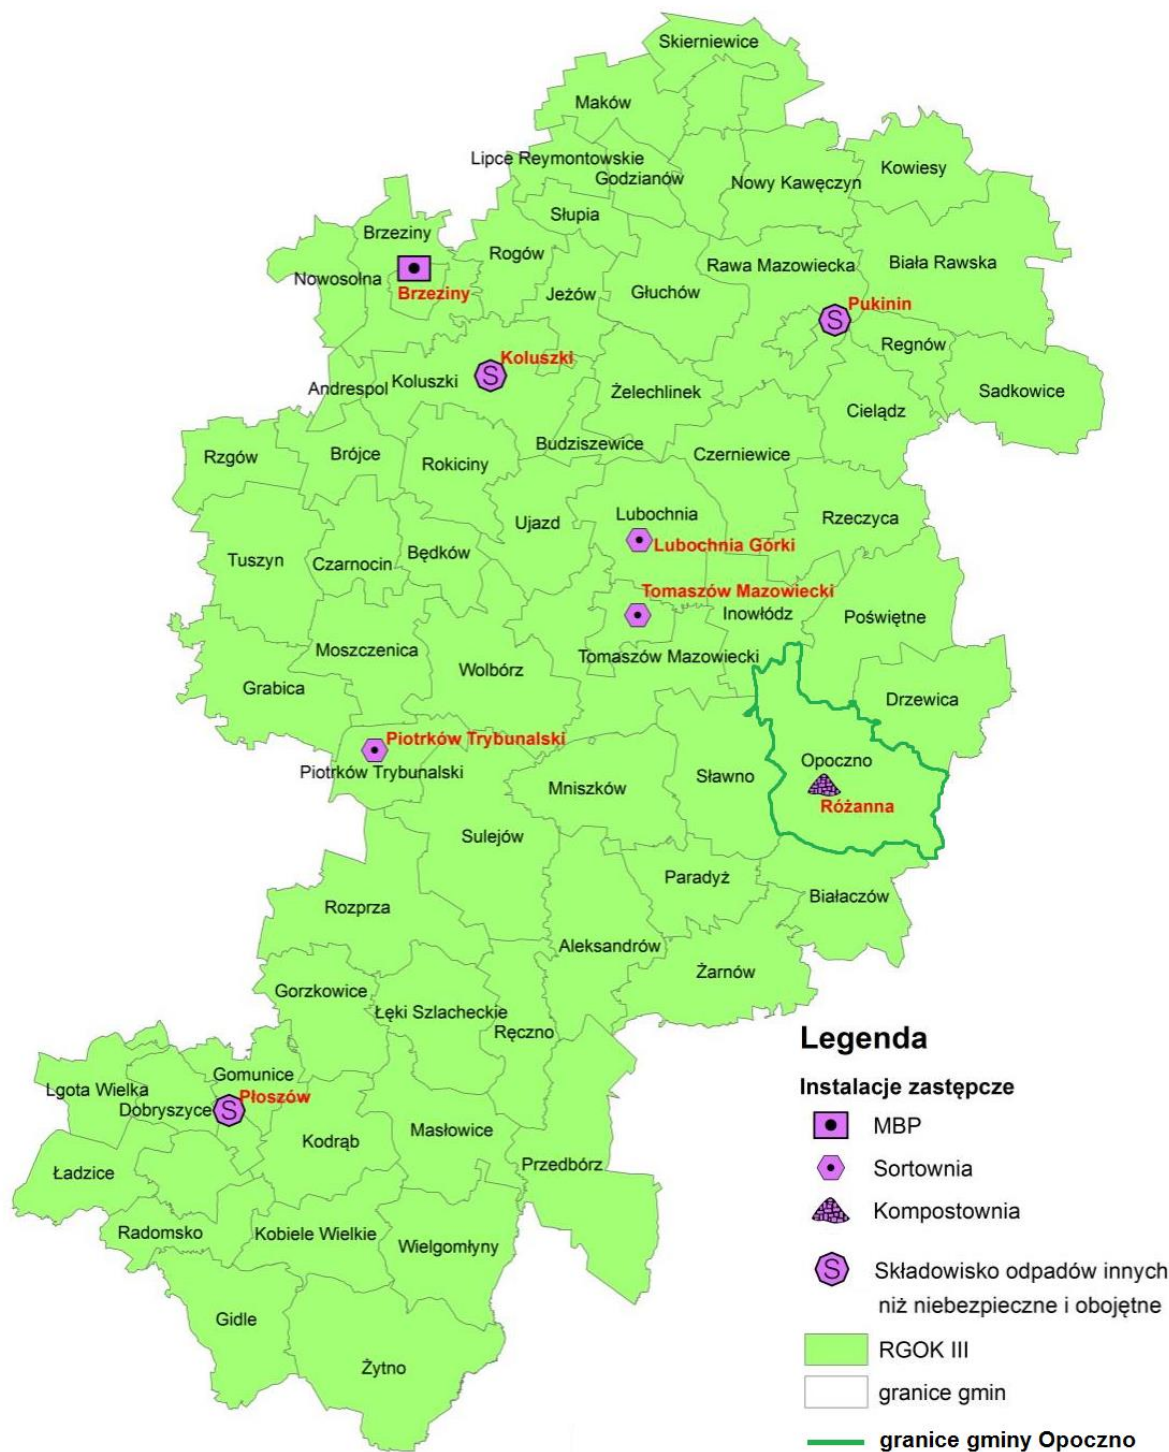 Skierniewice
Maków
Lipce Reymontowskie
Godzianów
Nowy Kawęczyn
Kowiesy
Słupia
Brzeziny
Rogów
Nowosolna
Brzeziny
Jeżów
Głuchów
Rawa Mazowiecka
Biała Rawska
Pukinin
S
Regnów
Koluszki
S
Andrespol
Koluszki
Żelechlinek
Sadkowice
Cielądz
Budziszewice
Czerniewice
Rzgów
Brójce
Rokiciny
Ujazd
Lubochnia
Rzeczyca
Lubochnia Górki
Tuszyn
Czarnocin
Będków
Tomaszów Mazowiecki
Inowłódz
Poświętne
Moszczenica
Wolbórz
Tomaszów Mazowiecki
Grabica
Drzewica
Piotrków Trybunalski
Piotrków Trybunalski
Mniszków
Sławno
Opoczno
Różanna
Sulejów
Paradyż
Białaczów
Rozprza
Aleksandrów
Żarnów
Gorzkowice
Łęki Szlacheckie
Ręczno
Gomunice
Lgota Wielka
Dobryszyce
S
Płoszów
Kodrąb
Masłowice
Przedbórz
Ładzice
Radomsko
Kobiele Wielkie
Wielgomłyny
Gidle
Żytno
Legenda
Instalacje zastępcze
MBP
Sortownia
Kompostownia
S
Składowisko odpadów innych
niż niebezpieczne i obojętne
RGOK III
granice gmin
granice gminy Opoczno